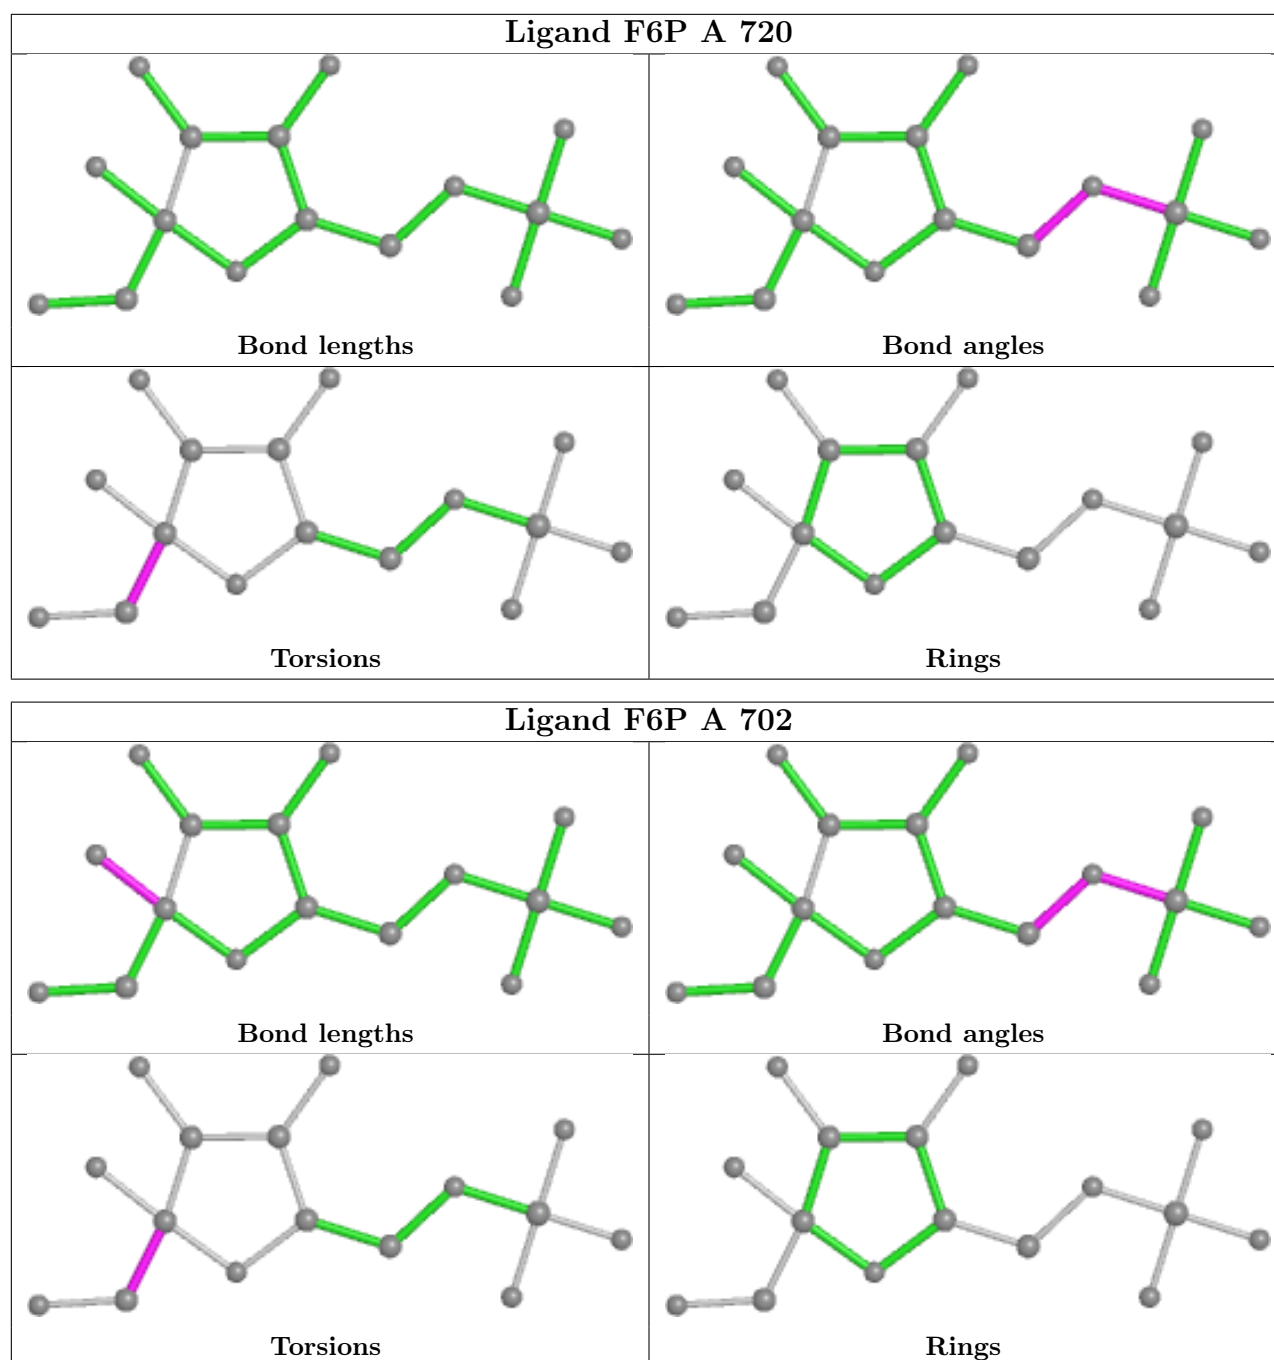 Ligand F6P A 720
Bond lengths
Bond angles
Torsions
Rings
Ligand F6P A 702
Bond lengths
Bond angles
Torsions
Rings